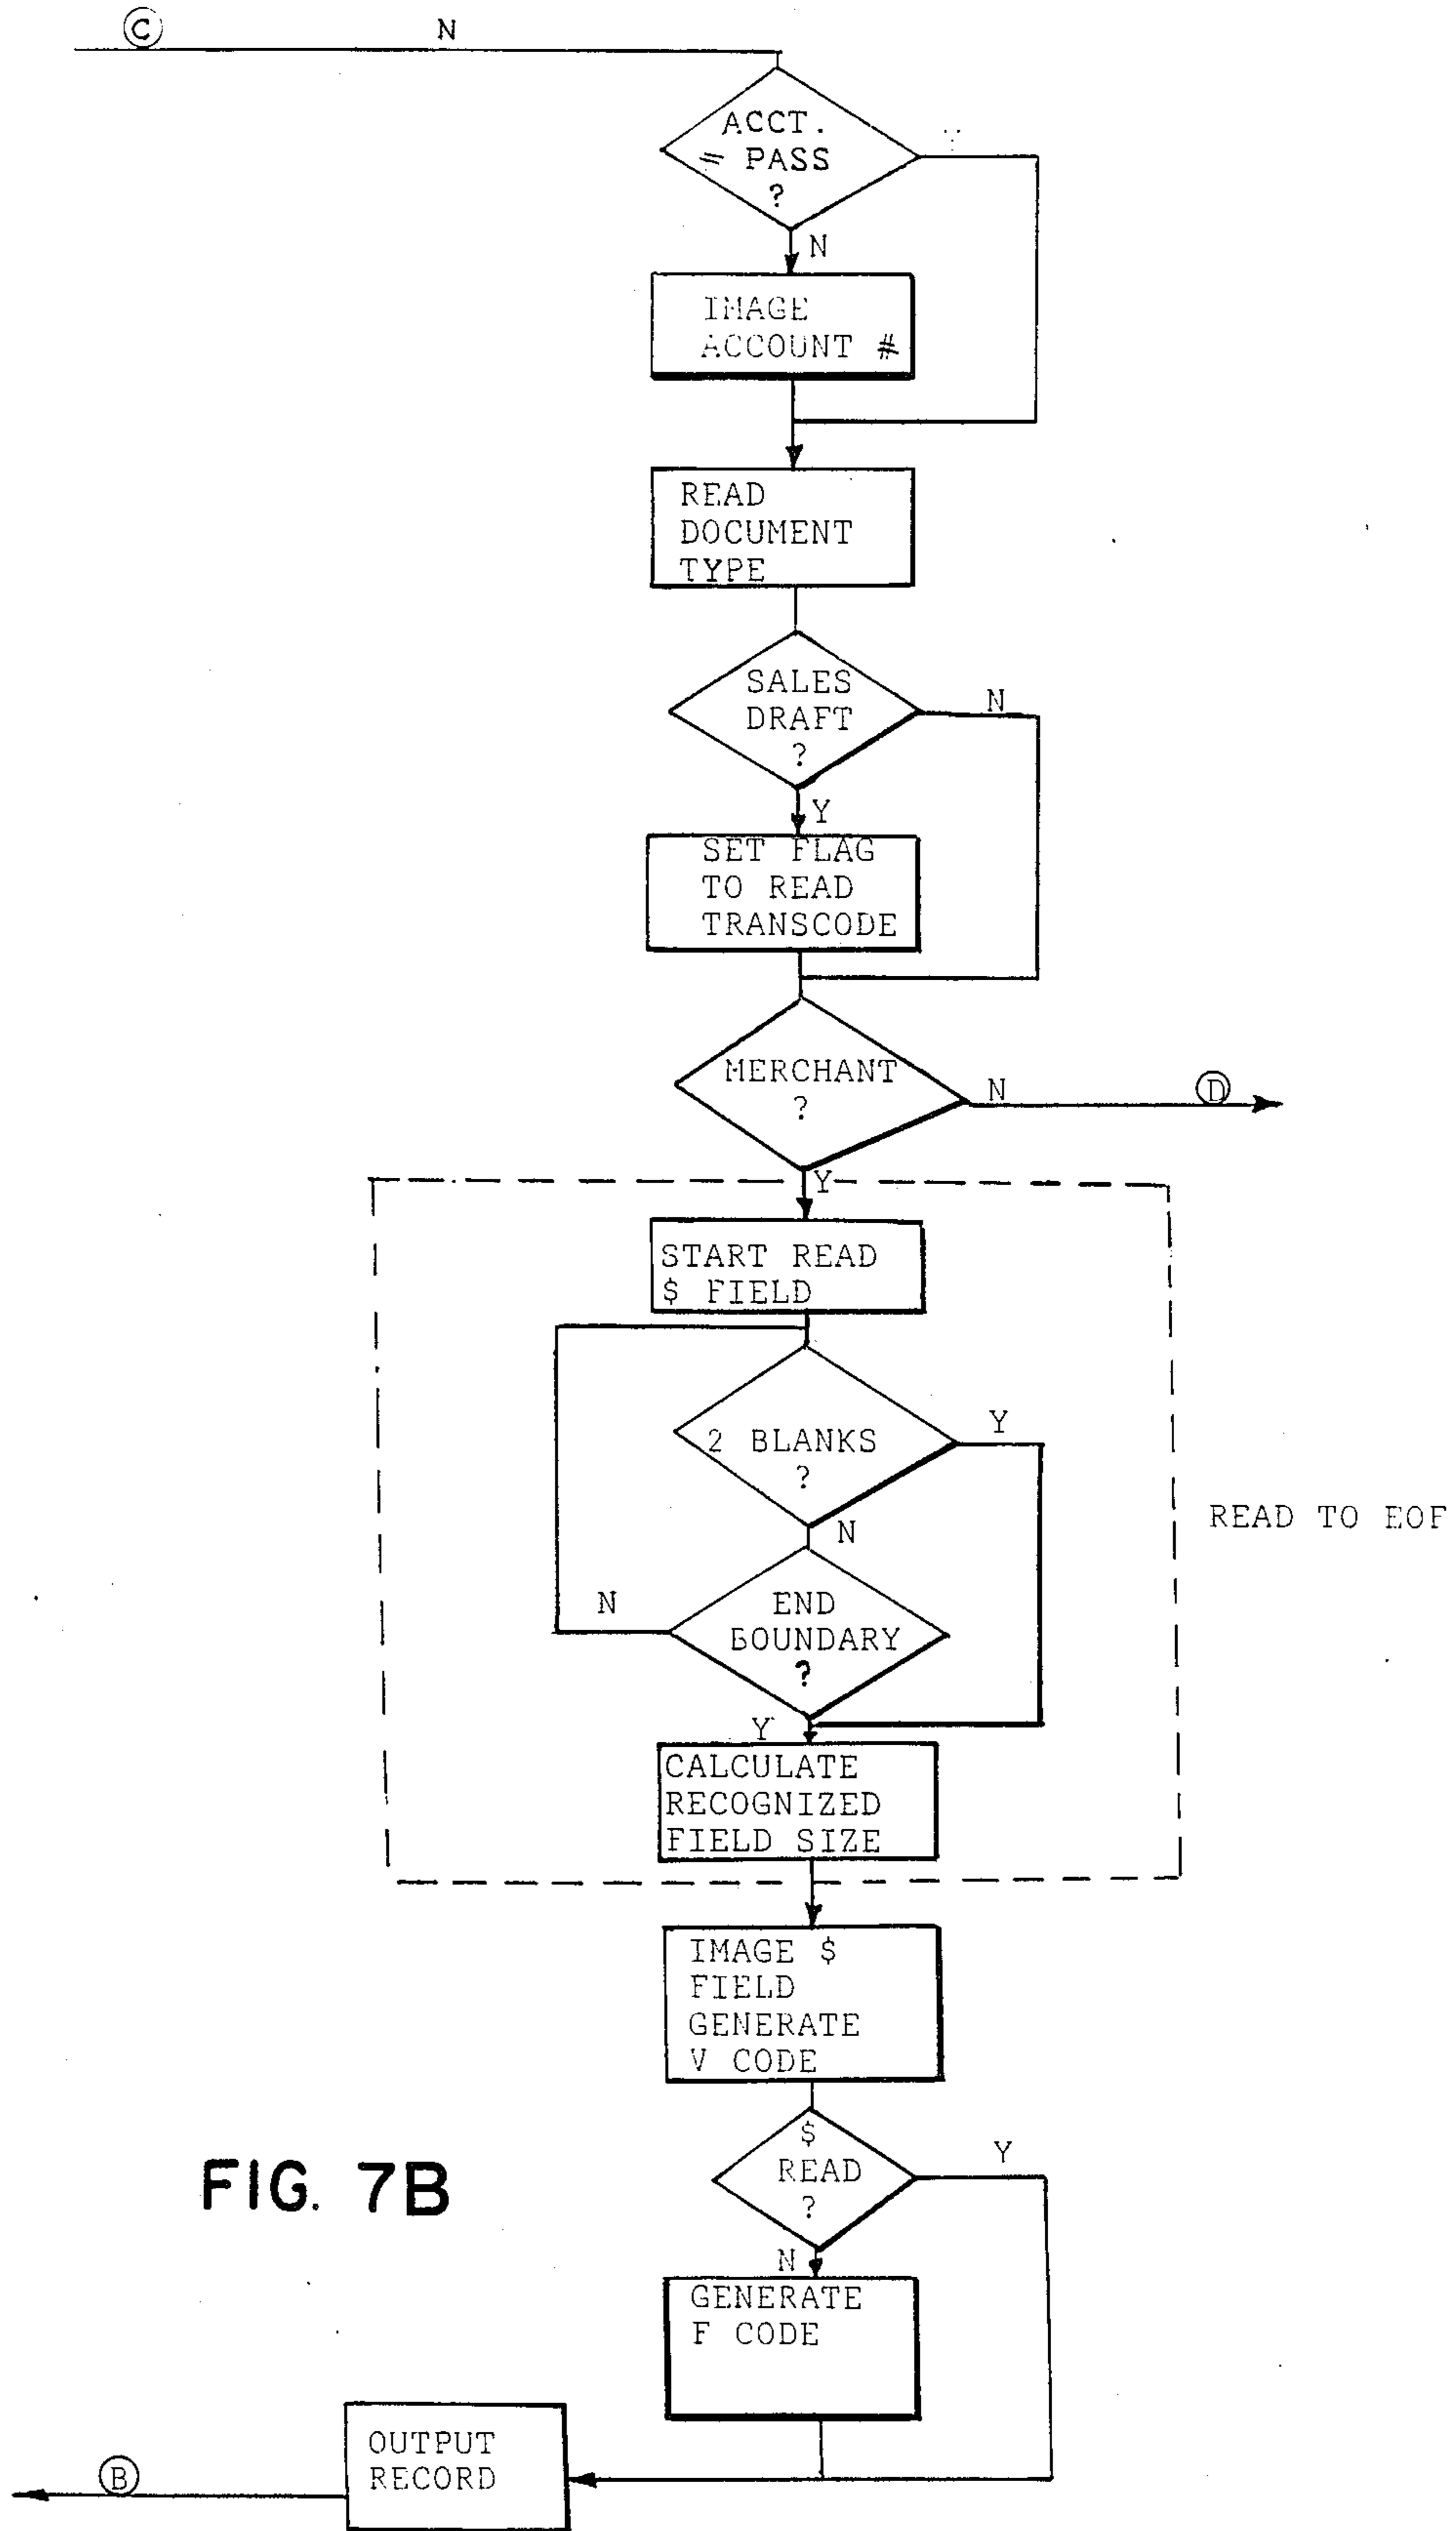 C
N
ACCT.
# PASS
?
Y
N
IMAGE
ACCOUNT #
READ
DOCUMENT
TYPE
SALES
DRAFT
?
N
Y
SET FLAG
TO READ
TRANSCODE
MERCHANT
?
N
D
Y
START READ
$ FIELD
2 BLANKS
?
Y
N
READ TO EOF
END
BOUNDARY
?
N
Y
CALCULATE
RECOGNIZED
FIELD SIZE
IMAGE $
FIELD
GENERATE
V CODE
$
READ
?
Y
N
FIG. 7B
GENERATE
F CODE
OUTPUT
RECORD
B